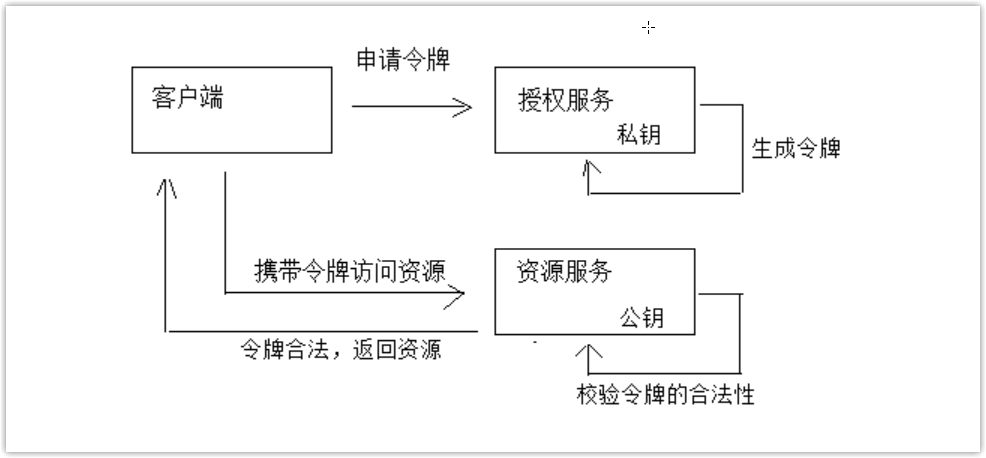 申请令牌
客户端
授权服务
私钥
生成令牌
携带令牌访问资源
资源服务
公钥
令牌合法，返回资源
校验令牌的合法性